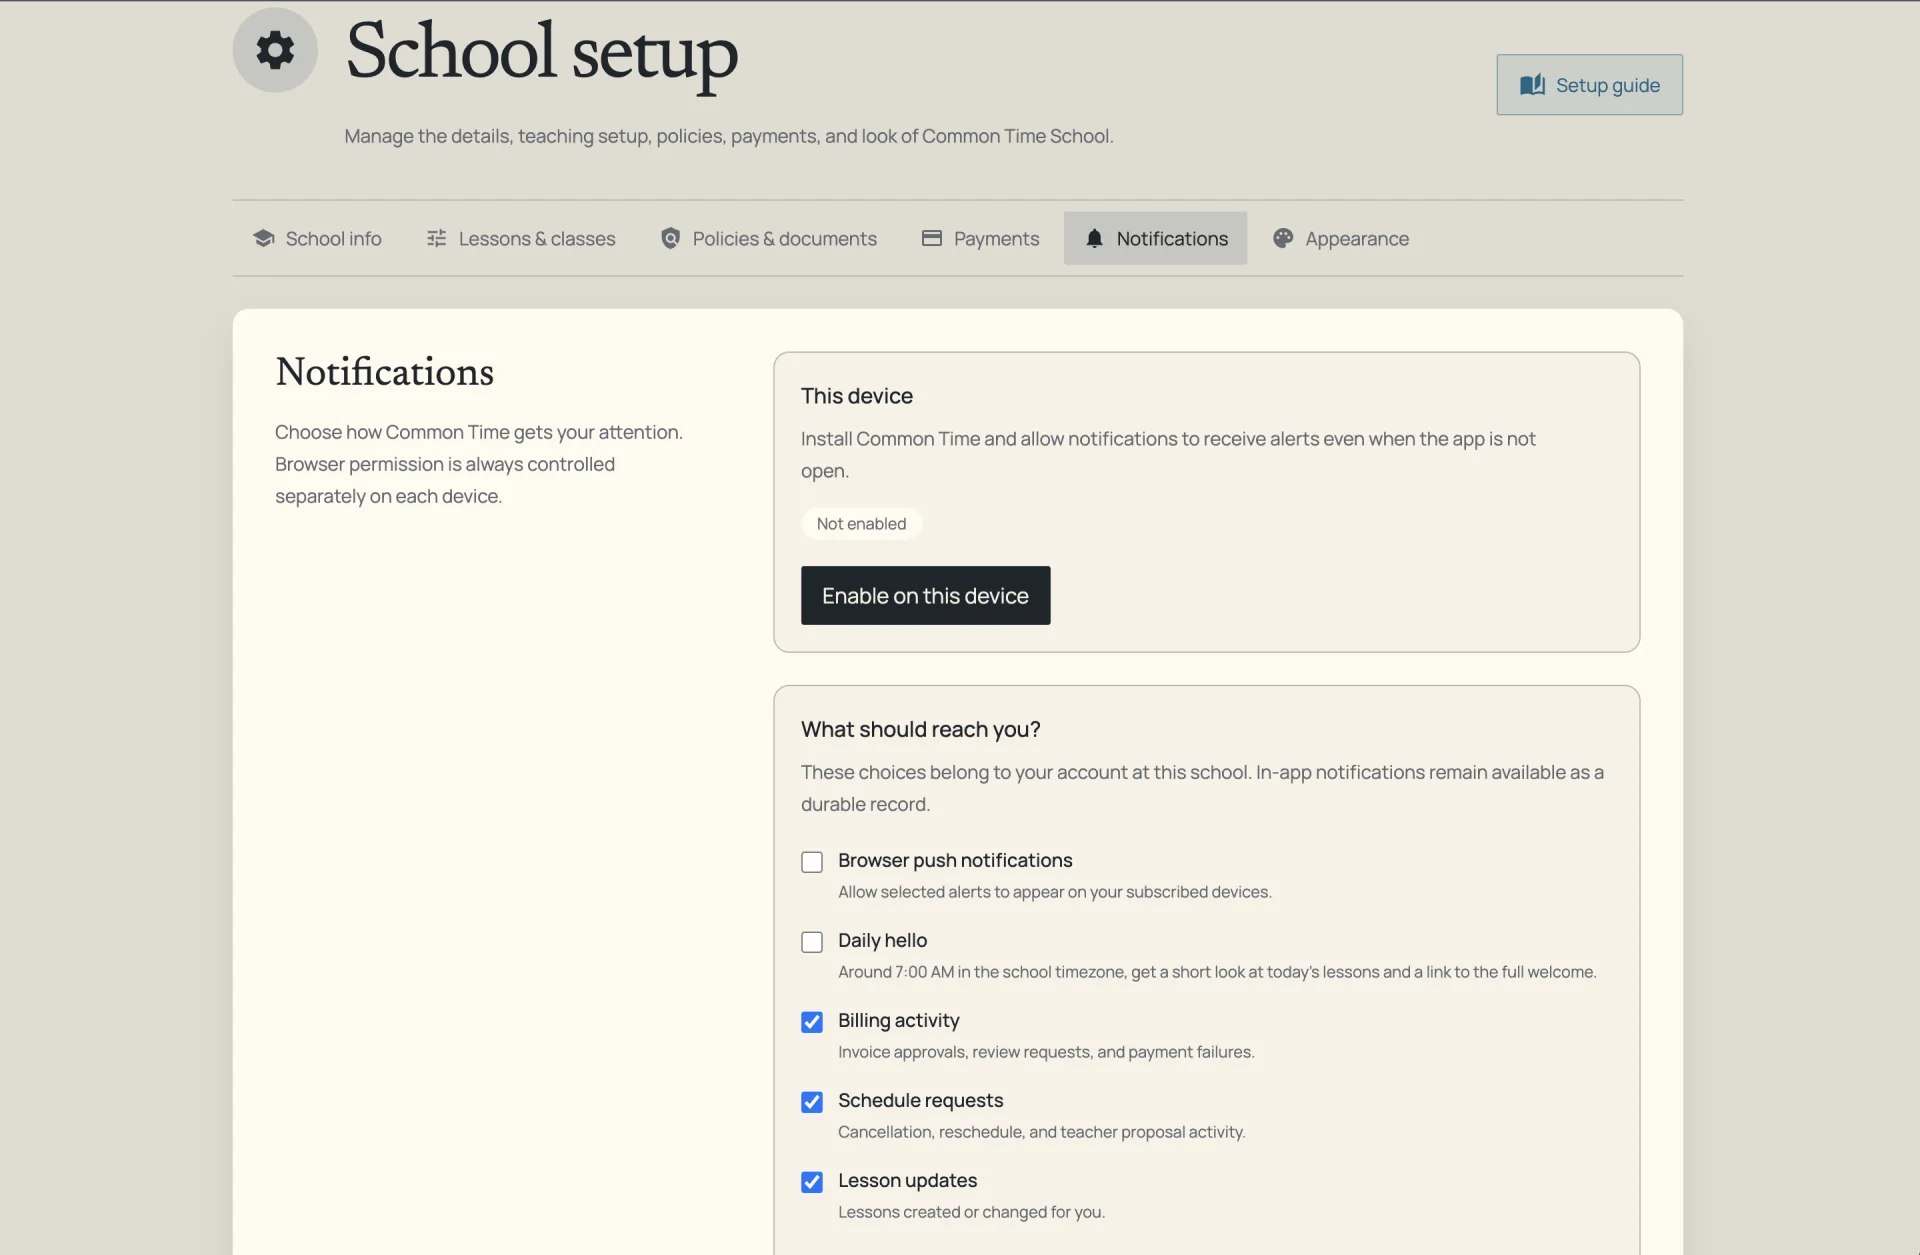 School setup
Setup guide
Manage the details, teaching setup, policies, payments, and look of Common Time School.
School info
Lessons & classes
Policies & documents
Payments
Notifications
Appearance
Notifications
Choose how Common Time gets your attention.
Browser permission is always controlled
separately on each device.
This device
Install Common Time and allow notifications to receive alerts even when the app is not
open.
Not enabled
Enable on this device
What should reach you?
These choices belong to your account at this school. In-app notifications remain available as a
durable record.
Browser push notifications
Allow selected alerts to appear on your subscribed devices.
Daily hello
Around 7:00 AM in the school timezone, get a short look at today's lessons and a link to the full welcome.
Billing activity
Invoice approvals, review requests, and payment failures.
Schedule requests
Cancellation, reschedule, and teacher proposal activity.
Lesson updates
Lessons created or changed for you.